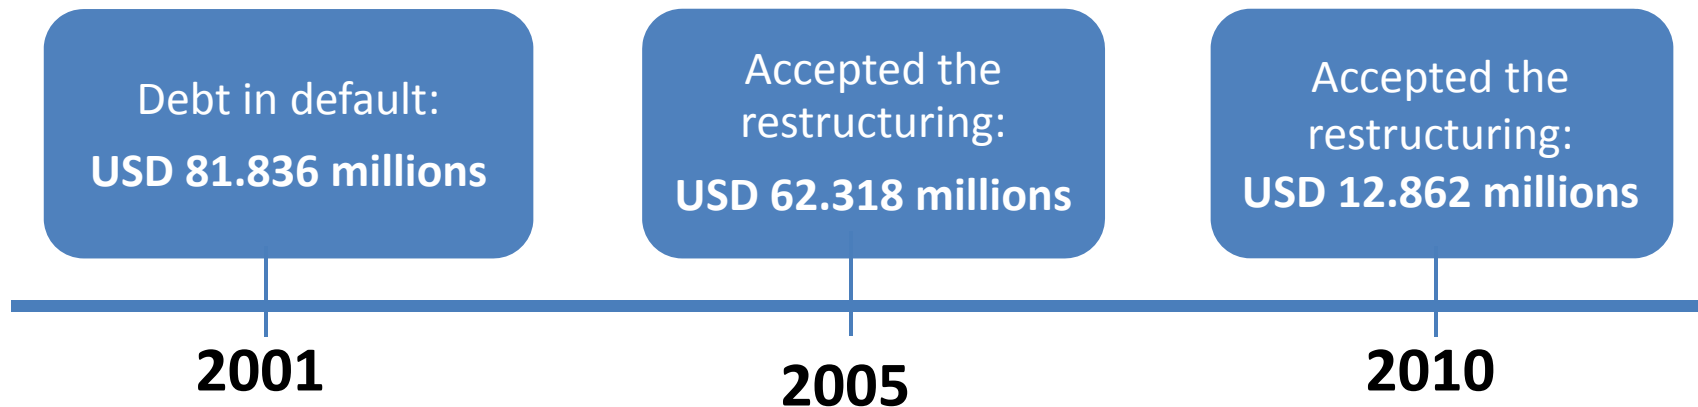 Debt in default:
USD 81.836 millions
2001
Accepted the
restructuring:
USD 62.318 millions
2005
Accepted the
restructuring:
USD 12.862 millions
2010